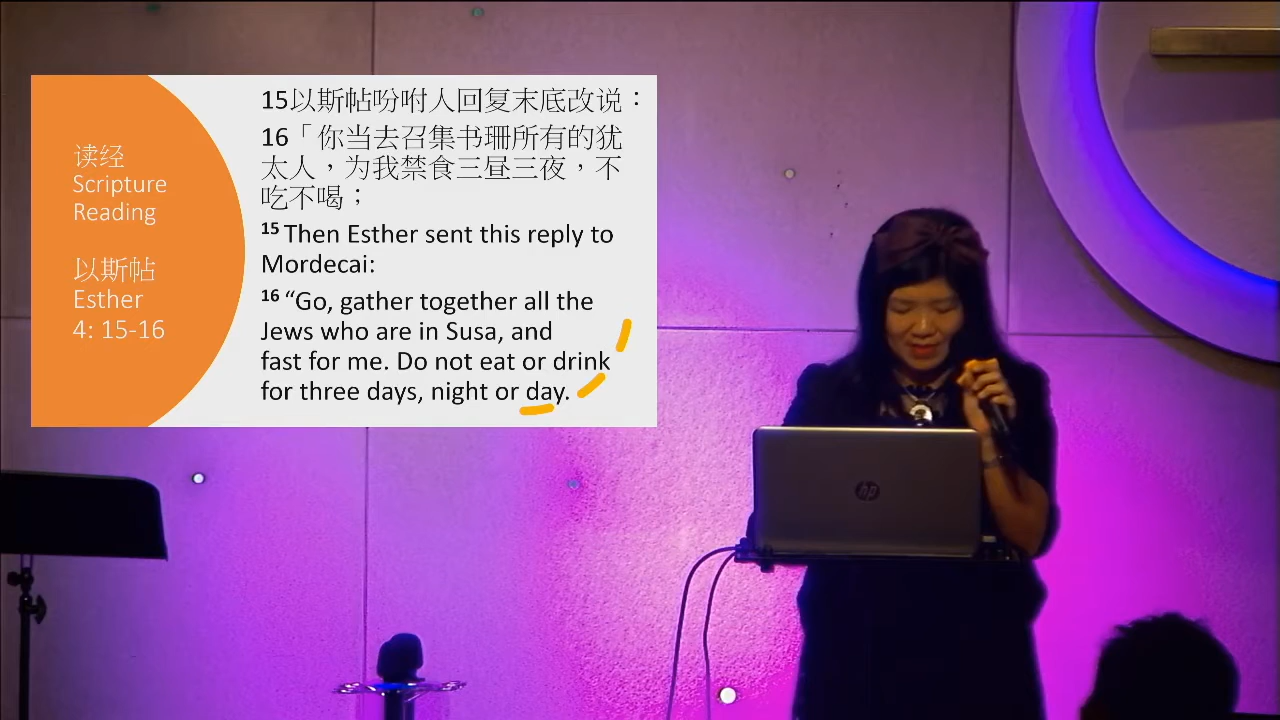 读经
Scripture
Reading
以斯帖
Esther
4: 15-16
15以斯帖吩咐人回复末底改说：
16「你当去召集书珊所有的犹
太人，为我禁食三昼三夜，不
吃不喝；
15 Then Esther sent this reply to
Mordecai:
16 “Go, gather together all the
Jews who are in Susa, and
fast for me. Do not eat or drink
for three days, night or day.
hp